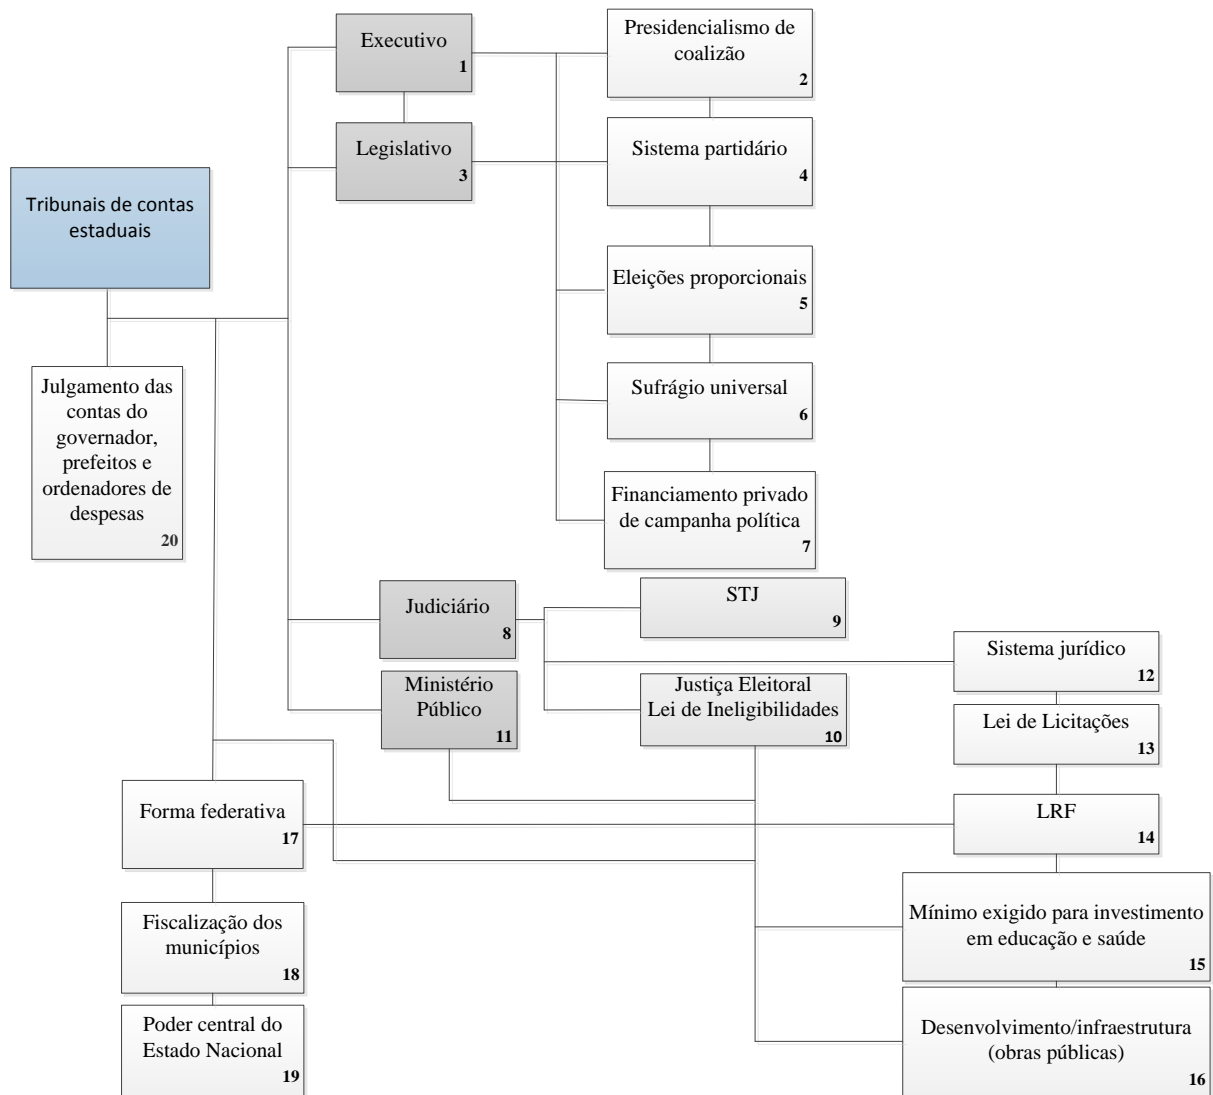 Executivo
1
Presidencialismo de
coalizão
2
Legislativo
3
Sistema partidário
4
Tribunais de contas
estaduais
Eleições proporcionais
5
Sufrágio universal
6
Julgamento das
contas do
governador,
prefeitos e
ordenadores de
despesas
20
Financiamento privado
de campanha política
7
Judiciário
8
STJ
9
Ministério
Público
11
Justiça Eleitoral
Lei de Ineligibilidades
10
Sistema jurídico
12
Lei de Licitações
13
Forma federativa
17
LRF
14
Fiscalização dos
municípios
18
Mínimo exigido para investimento
em educação e saúde
15
Poder central do
Estado Nacional
19
Desenvolvimento/infraestrutura
(obras públicas)
16